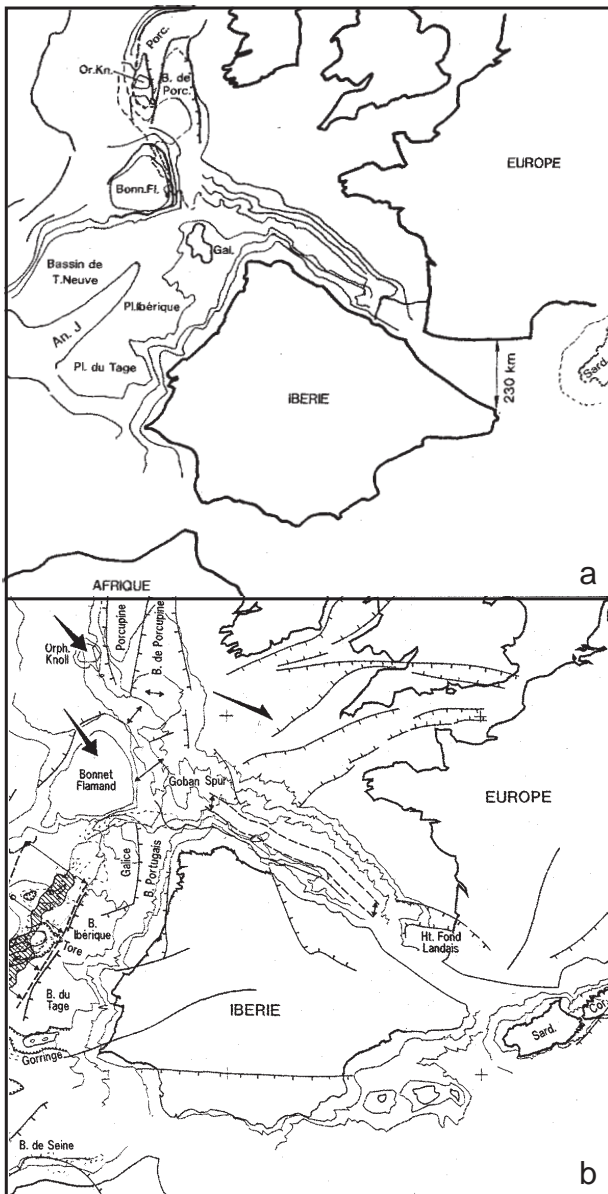 Porc.
Or.Kn.
B. de
Porc.
EUROPE
Bonn.Fl.
Gal.
Bassin de
T.Neuve
Pl.Ibérique
An. J
Pl. du Tage
230 km
Sard.
IBERIE
AFRIQUE
a
Orph.
Knoll
Porcupine
B. de Porcupine
Bonnet
Flamand
Goban Spur
EUROPE
Galice
B. Portugais
B.
Ibérique
Tore
Ht. Fond
Landais
B. du
Tage
IBERIE
Sard.
Cor.
Gorringe
B. de Seine
b